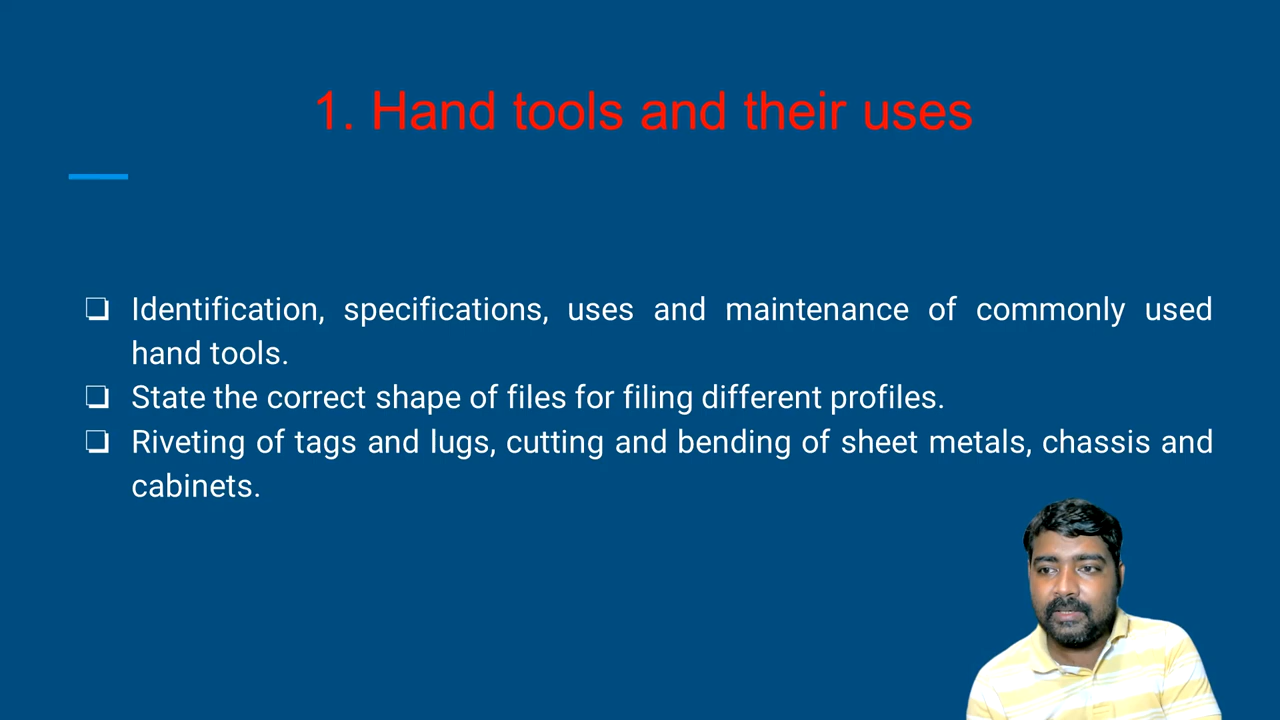 1. Hand tools and their uses
❏ Identification, specifications, uses and maintenance of commonly used
hand tools.
❏ State the correct shape of files for filing different profiles.
❏ Riveting of tags and lugs, cutting and bending of sheet metals, chassis and
cabinets.